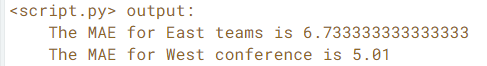 <script.py> output:
The MAE for East teams is 6.733333333333333
The MAE for West conference is 5.01